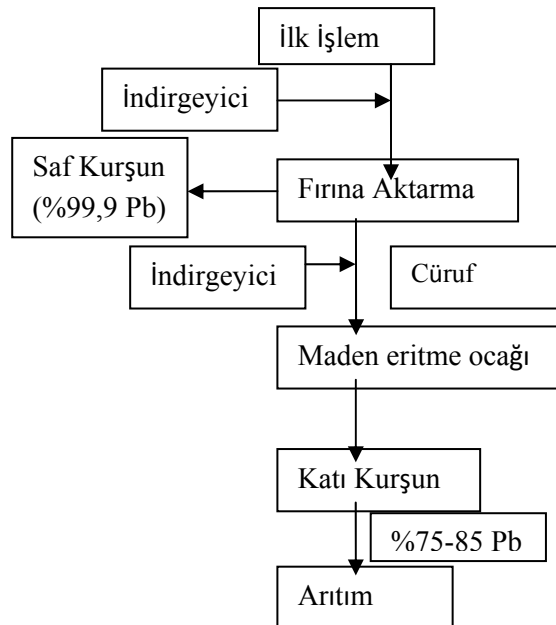 İlk İşlem
İndirgeyici
Saf Kurşun
(%99,9 Pb)
Fırına Aktarma
İndirgeyici
Cüruf
Maden eritme ocağı
Katı Kurşun
%75-85 Pb
Arıtım